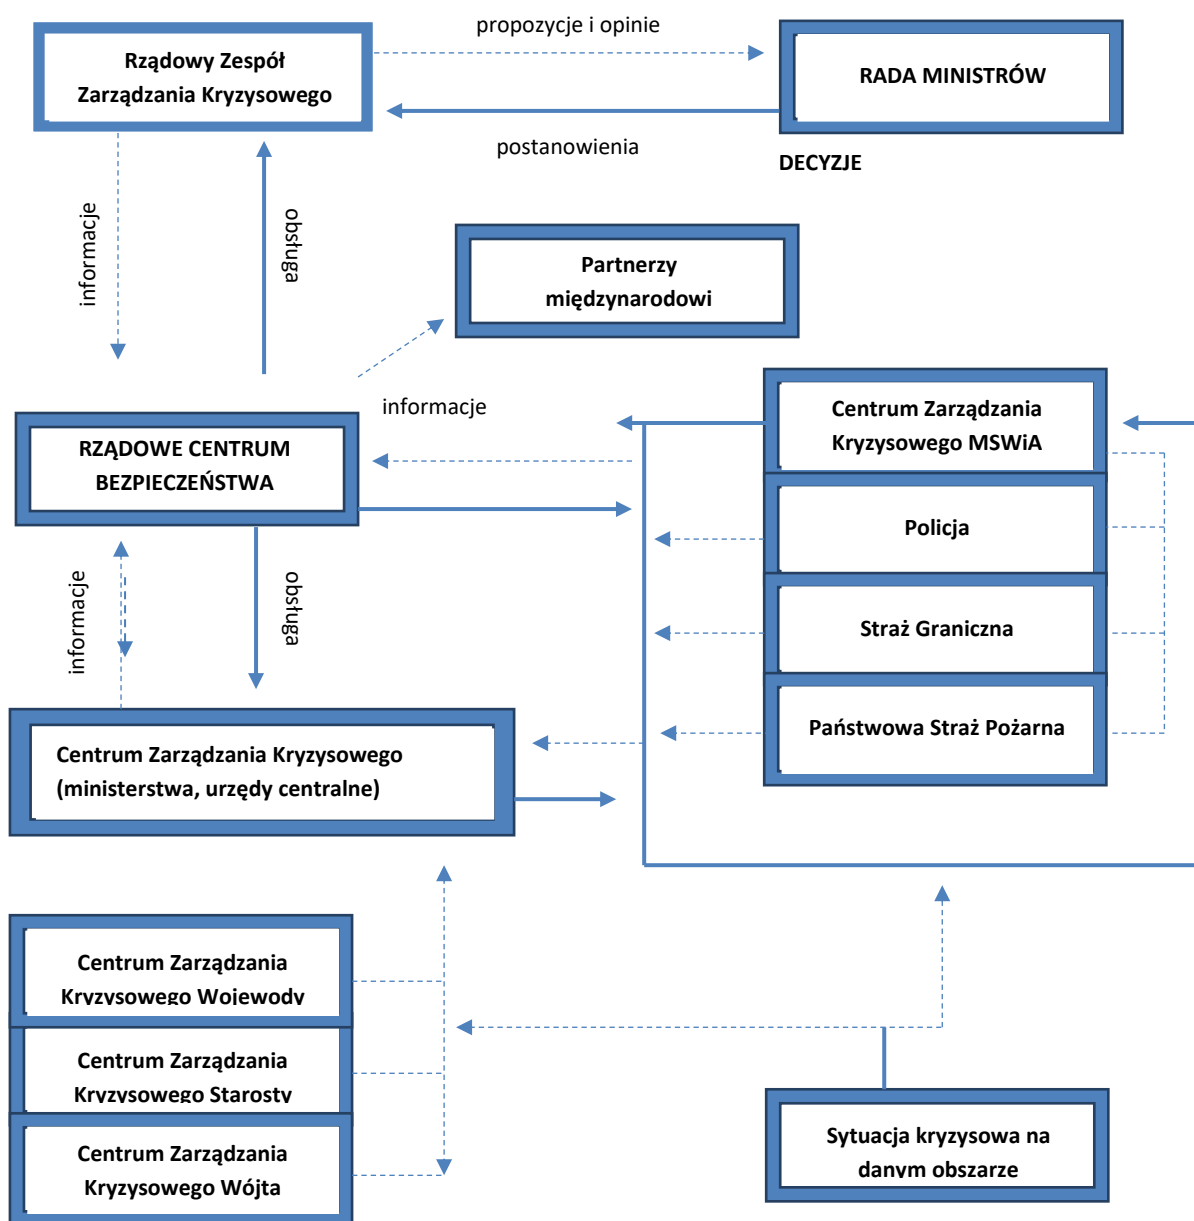 propozycje i opinie
Rządowy Zespół
Zarządzania Kryzysowego
RADA MINISTRÓW
postanowienia
DECYZJE
informacje
obsługa
Partnerzy
międzynarodowi
informacje
RZĄDOWE CENTRUM
BEZPIECZEŃSTWA
Centrum Zarządzania
Kryzysowego MSWiA
Policja
Straż Graniczna
Państwowa Straż Pożarna
informacje
obsługa
Centrum Zarządzania Kryzysowego
(ministerstwa, urzędy centralne)
Centrum Zarządzania
Kryzysowego Wojewody
Centrum Zarządzania
Kryzysowego Starosty
Centrum Zarządzania
Kryzysowego Wójta
Sytuacja kryzysowa na
danym obszarze